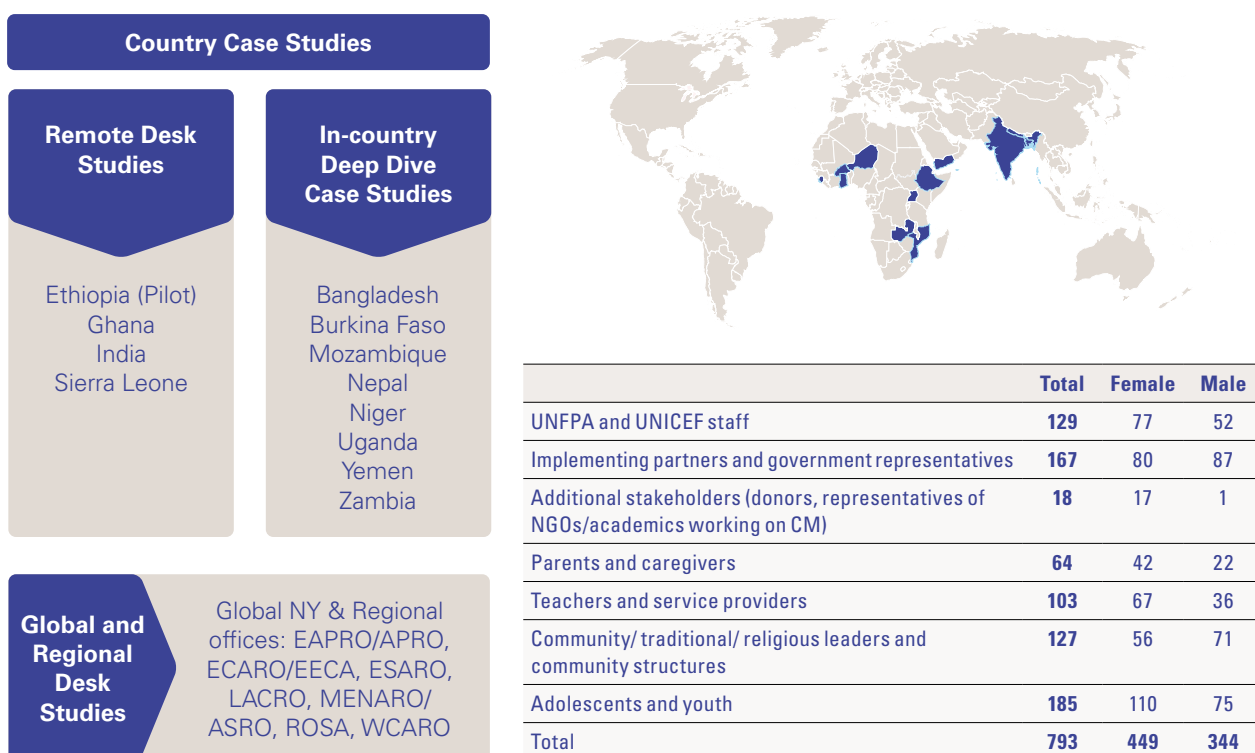 Country Case Studies
Remote Desk
Studies
Ethiopia (Pilot)
Ghana
India
Sierra Leone
In-country
Deep Dive
Case Studies
Bangladesh
Burkina Faso
Mozambique
Nepal
Niger
Uganda
Yemen
Zambia
Global and
Regional
Desk
Studies
Global NY & Regional
offices: EAPRO/APRO,
ECARO/EECA, ESARO,
LACRO, MENARO/
ASRO, ROSA, WCARO
Total Female Male
UNFPA and UNICEF staff 129 77 52
Implementing partners and government representatives 167 80 87
Additional stakeholders (donors, representatives of 18 17 1
NGOs/academics working on CM)
Parents and caregivers 64 42 22
Teachers and service providers 103 67 36
Community/ traditional/ religious leaders and 127 56 71
community structures
Adolescents and youth 185 110 75
Total 793 449 344